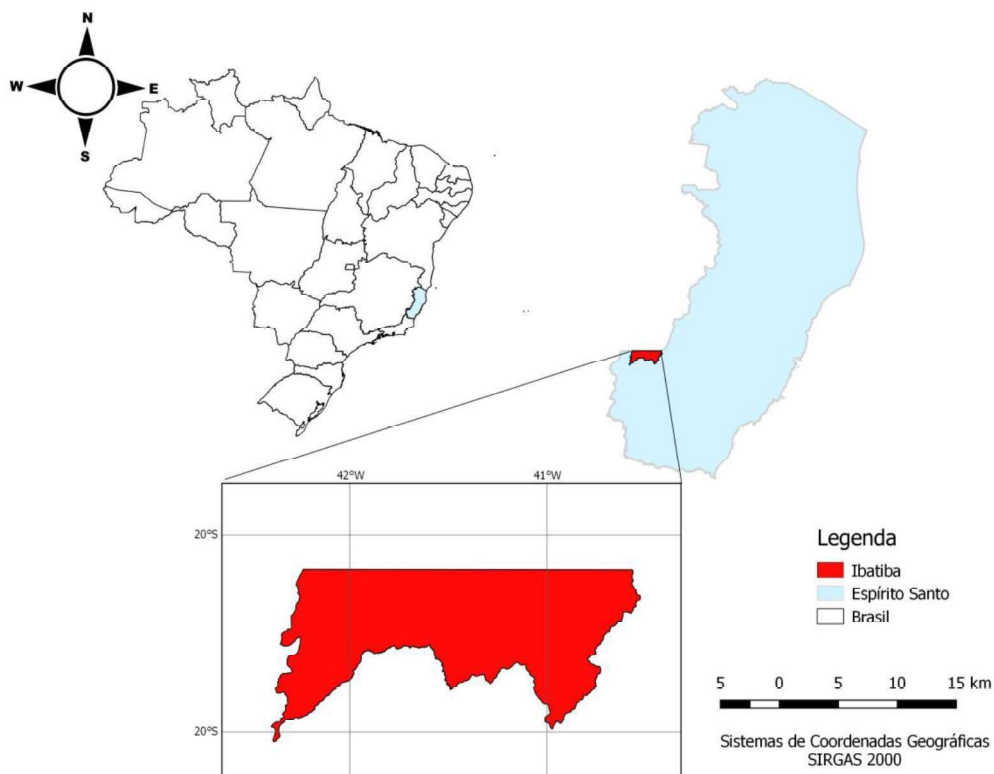 N
W
E
S
42°W
41°W
20°S
20°S
Legenda
Ibatiba
Espírito Santo
Brasil
5 0 5 10 15 km
Sistemas de Coordenadas Geográficas
SIRGAS 2000